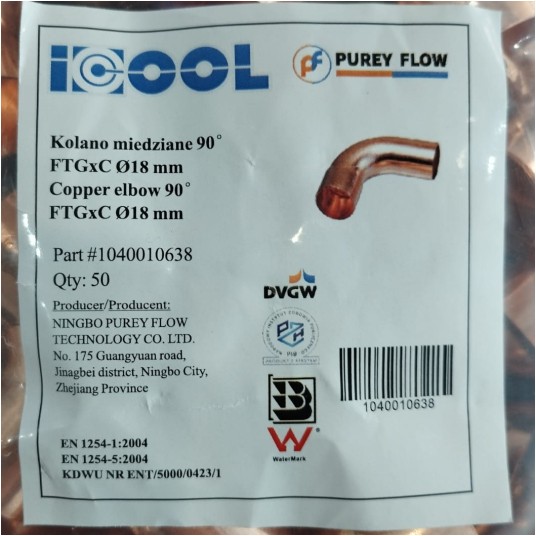 iCOOL
PF PUREY FLOW
Kolano miedziane 90°
FTGxC Ø18 mm
Copper elbow 90°
FTGxC Ø18 mm
Part #1040010638
Qty: 50
Producer/Producent:
NINGBO PUREY FLOW
TECHNOLOGY CO. LTD.
No. 175 Guangyuan road,
Jinagbei district, Ningbo City,
Zhejiang Province
DVGW
PZH
B
W®
WaterMark
1040010638
EN 1254-1:2004
EN 1254-5:2004
KDWU NR ENT/5000/0423/1